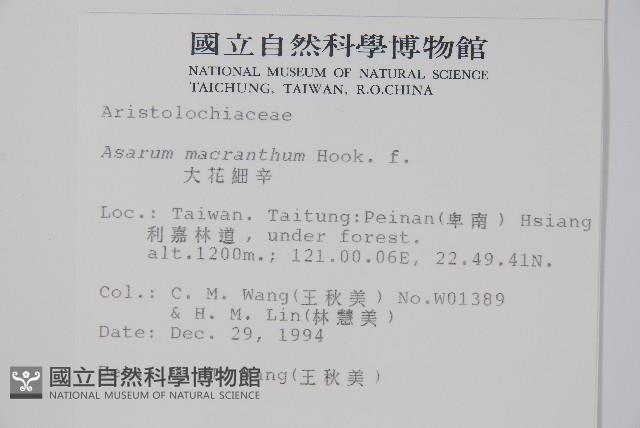 國立自然科學博物館
NATIONAL MUSEUM OF NATURAL SCIENCE
TAICHUNG, TAIWAN, R.O.CHINA
Aristolochiaceae
Asarum macranthum Hook. f.
大花細辛
Loc.: Taiwan. Taitung:Peinan(卑南) Hsiang
利嘉林道, under forest.
alt.1200m.; 121.00.06E, 22.49.41N.
Col.: C. M. Wang(王秋美) No.W01389
& H. M. Lin(林慧美)
Date: Dec. 29, 1994
(王秋美)
國立自然科學博物館
NATIONAL MUSEUM OF NATURAL SCIENCE